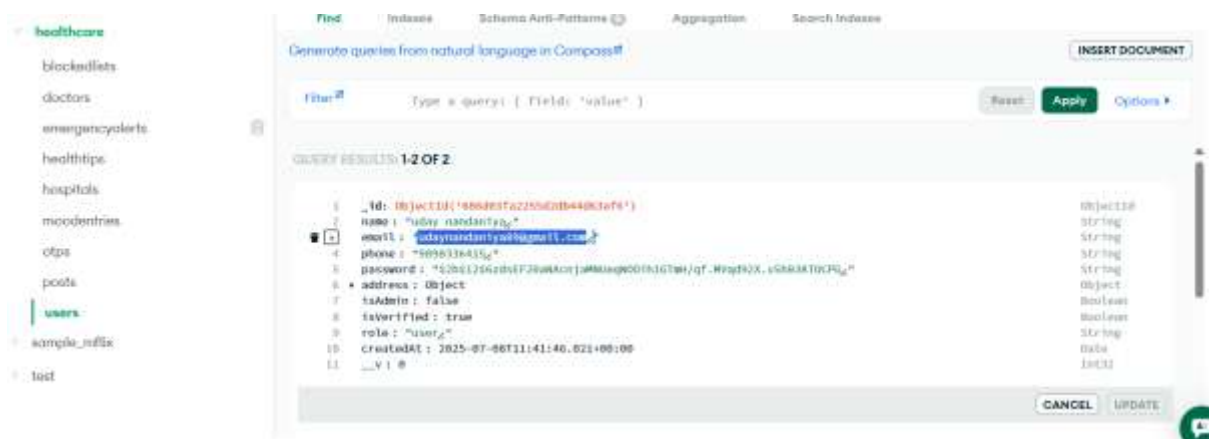 healthcare
blockedlists
doctors
emergencyalerts
healthtips
hospitals
moodentries
otps
posts
users
sample_mflix
test
Find Indexes Schema Anti-Patterns Aggregation Search Indexes
Generate queries from natural language in Compass
INSERT DOCUMENT
Filter
Type a query: { field: 'value' }
Reset Apply Options
QUERY RESULTS: 1-2 OF 2
1 _id: ObjectId ObjectId
2 name : "uday nandaniya" String
email : udaynandaniya89@gmail.com String
4 phone : String
5 password : String
6 address : Object Object
7 isAdmin : false Boolean
8 isVerified : true Boolean
9 role : "user" String
10 createdAt : 2025-07-08T11:41:46.021+00:00 Date
11 __v : 0 Int32
CANCEL UPDATE